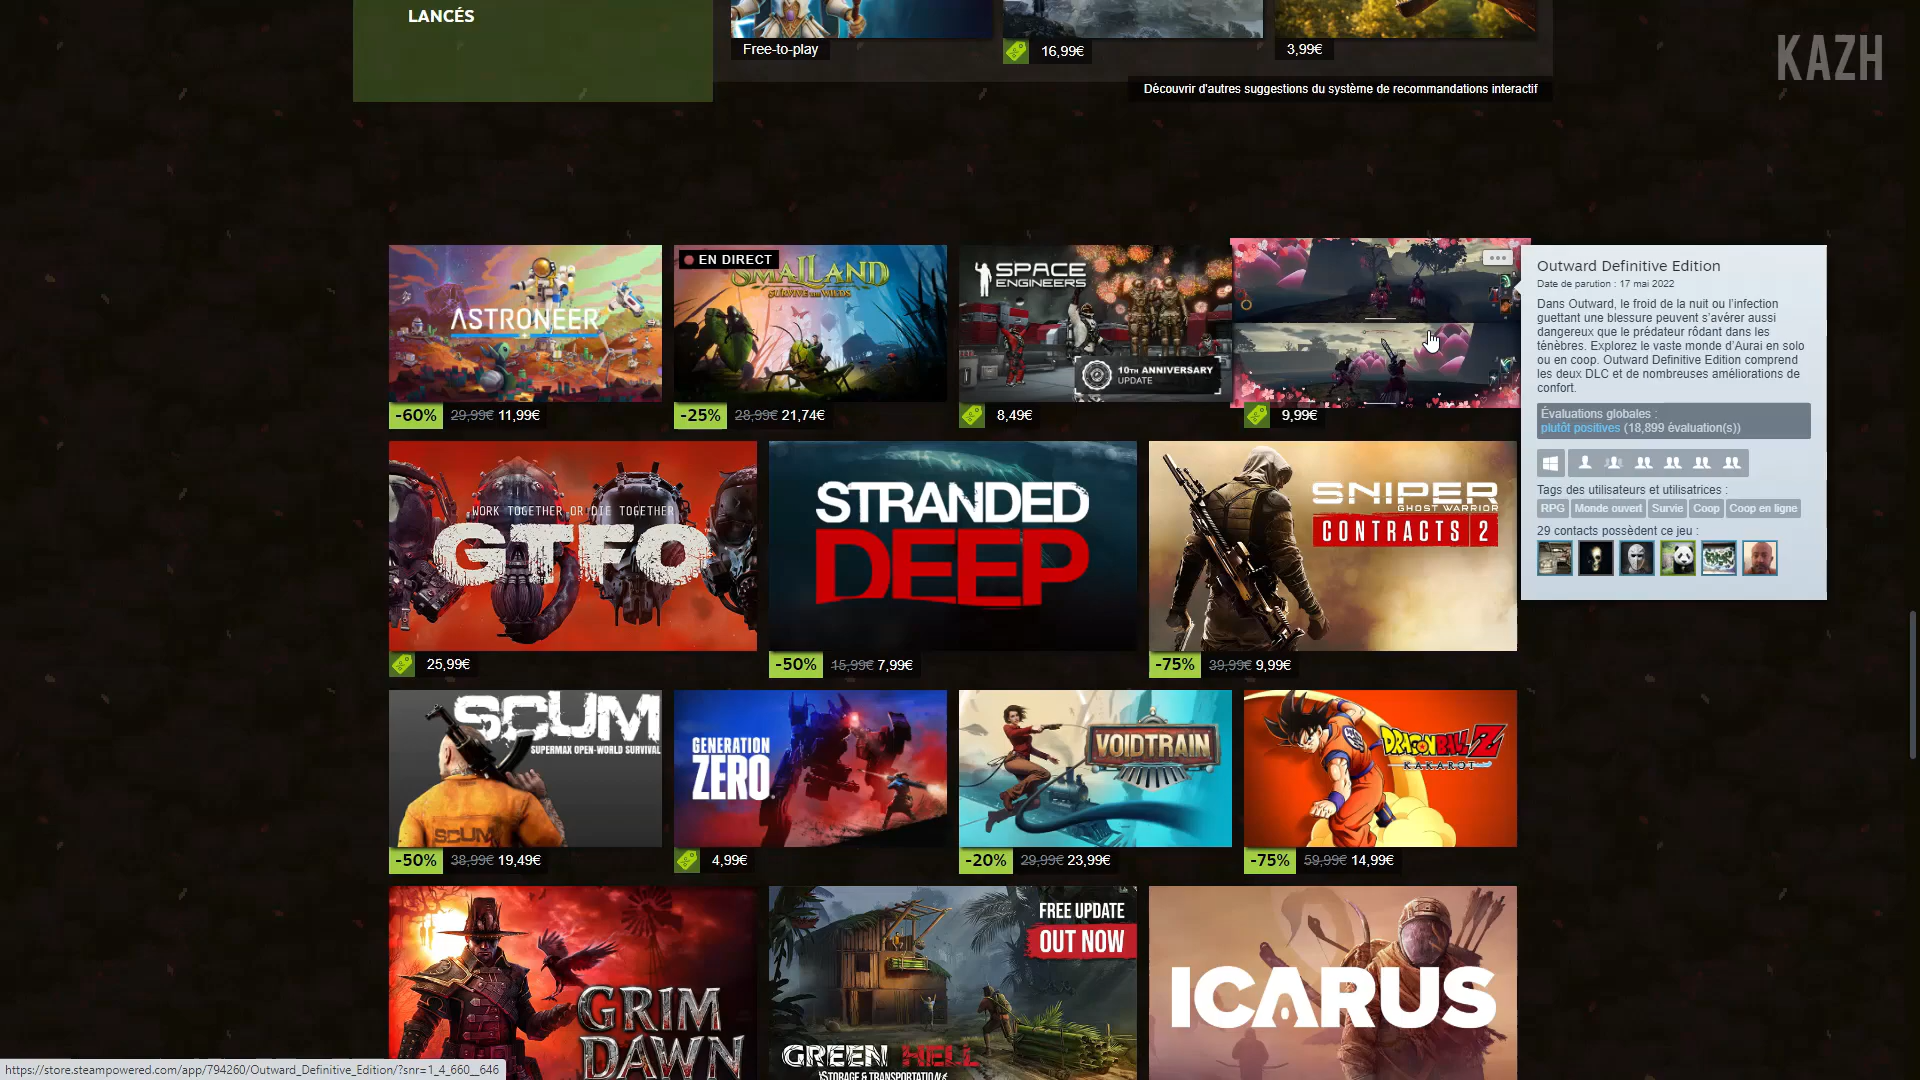 LANCÉS
Free-to-play
16,99€
3,99€
KAZH
Découvrir d'autres suggestions du système de recommandations interactif
ASTRONEER
-60% 29,99€ 11,99€
EN DIRECT
SMALLAND
SURVIVE THE WILDS
-25% 28,99€ 21,74€
SPACE
ENGINEERS
10TH ANNIVERSARY
UPDATE
8,49€
9,99€
Outward Definitive Edition
Date de parution : 17 mai 2022
Dans Outward, le froid de la nuit ou l'infection
guettant une blessure peuvent s'avérer aussi
dangereux que le prédateur rôdant dans les
ténèbres. Explorez le vaste monde d'Aurai en solo
ou en coop. Outward Definitive Edition comprend
les deux DLC et de nombreuses améliorations de
confort.
Évaluations globales :
plutôt positives (18,899 évaluation(s))
Tags des utilisateurs et utilisatrices :
RPG Monde ouvert Survie Coop Coop en ligne
29 contacts possèdent ce jeu :
WORK TOGETHER OR DIE TOGETHER
GTFO
25,99€
STRANDED
DEEP
-50% 15,99€ 7,99€
SNIPER
GHOST WARRIOR
CONTRACTS 2
-75% 39,99€ 9,99€
SCUM
SUPERMAX OPEN-WORLD SURVIVAL
SCUM
-50% 38,99€ 19,49€
GENERATION
ZERO
4,99€
VOIDTRAIN
-20% 29,99€ 23,99€
DRAGON BALL Z
KAKAROT
-75% 59,99€ 14,99€
GRIM
DAWN
FREE UPDATE
OUT NOW
GREEN HELL
STORAGE & TRANSPORTATION
ICARUS
https://store.steampowered.com/app/794260/Outward_Definitive_Edition/?snr=1_4_660__646